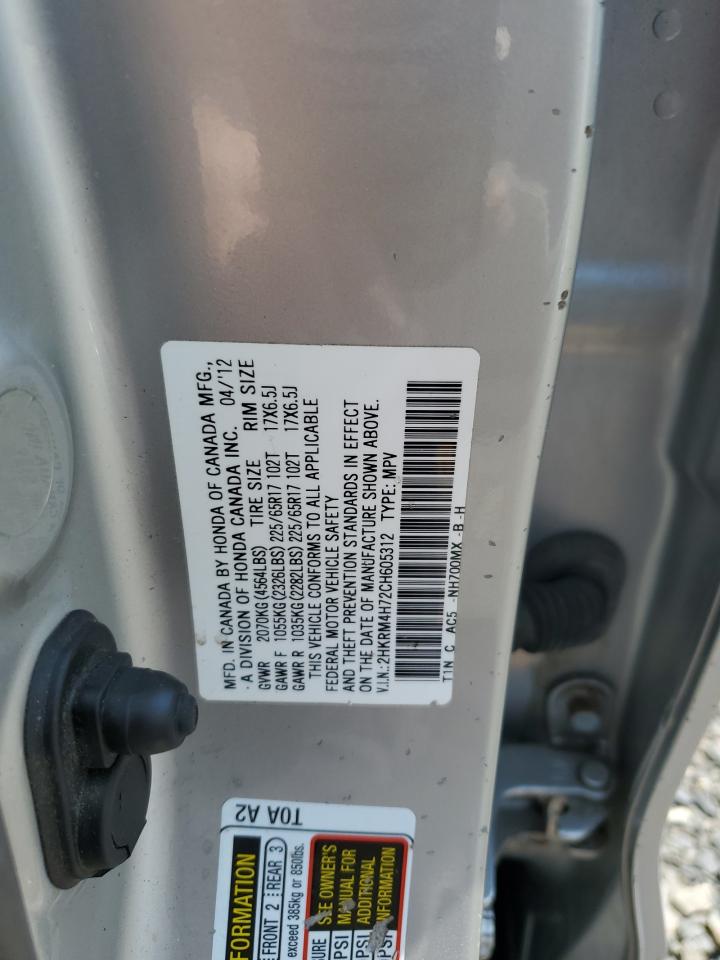 MFD. IN CANADA BY HONDA OF CANADA MFG.,
A DIVISION OF HONDA CANADA INC. 04/'12
GVWR 2070KG(4564LBS) TIRE SIZE RIM SIZE
GAWR F 1055KG(2326LBS) 225/65R17 102T 17X6.5J
GAWR R 1035KG(2282LBS) 225/65R17 102T 17X6.5J
THIS VEHICLE CONFORMS TO ALL APPLICABLE
FEDERAL MOTOR VEHICLE SAFETY
AND THEFT PREVENTION STANDARDS IN EFFECT
ON THE DATE OF MANUFACTURE SHOWN ABOVE.
V.I.N.: 2HKRM4H72CH605312 TYPE: MPV
T1N C AC5 -NH700MX -B -H
T0A A2
FORMATION
FRONT 2 REAR 3
exceed 385kg or 850lbs.
SURE
PSI
PSI
PSI
SEE OWNER'S
MANUAL FOR
ADDITIONAL
INFORMATION